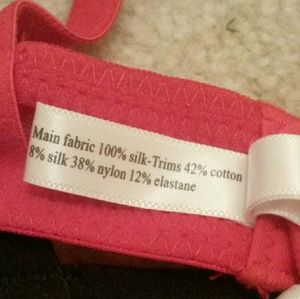 Main fabric 100% silk-Trims 42% cotton
8% silk 38% nylon 12% elastane